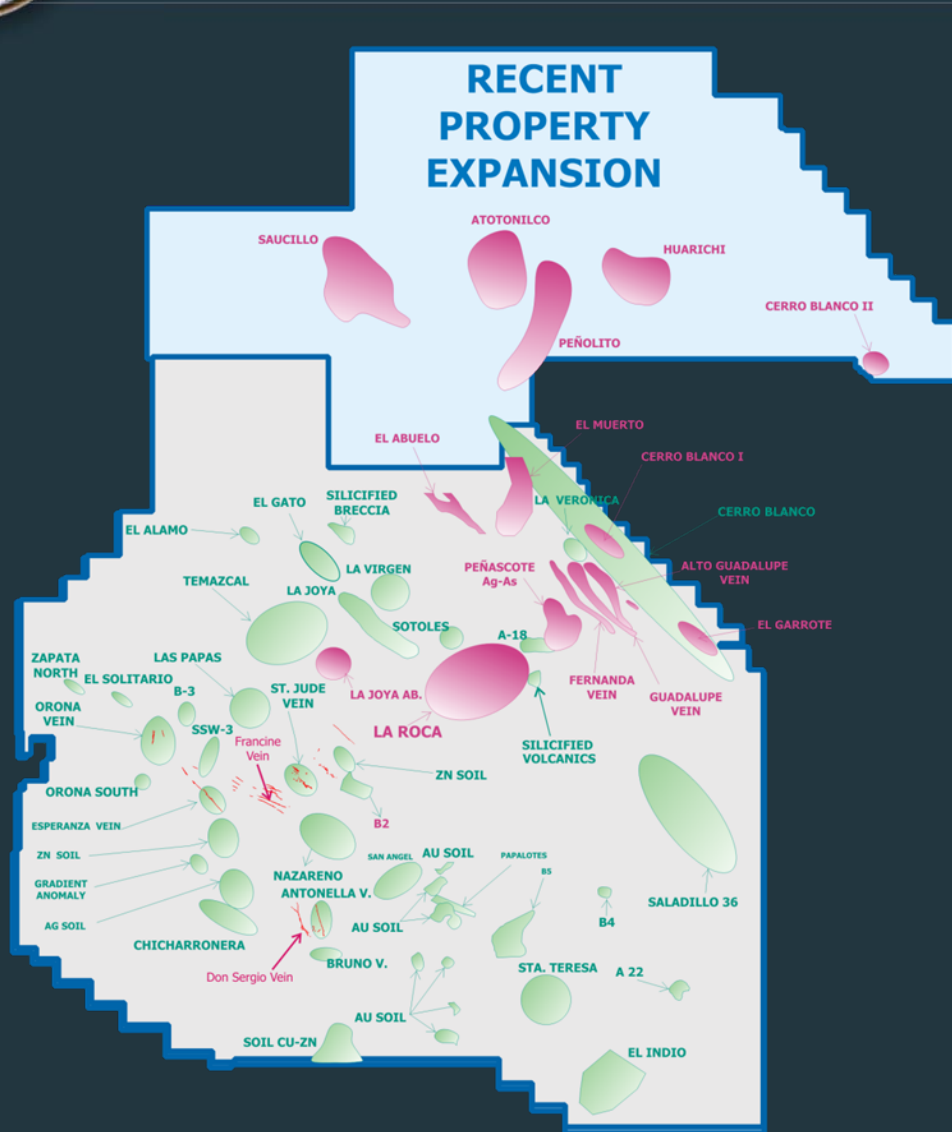 RECENT
PROPERTY
EXPANSION
ATOTONILCO
SAUCILLO
HUARICHI
CERRO BLANCO II
PEÑOLITO
EL MUERTO
EL ABUELO
CERRO BLANCO I
SILICIFIED
BRECCIA
EL GATO
LA VERONICA
CERRO BLANCO
EL ALAMO
PEÑASCOTE
Ag-As
ALTO GUADALUPE
VEIN
LA VIRGEN
TEMAZCAL
LA JOYA
SOTOLES
A-18
EL GARROTE
ZAPATA
NORTH
LAS PAPAS
EL SOLITARIO
B-3
ST. JUDE
VEIN
LA JOYA AB.
FERNANDA
VEIN
GUADALUPE
VEIN
ORONA
VEIN
SSW-3
LA ROCA
Francine
Vein
SILICIFIED
VOLCANICS
ZN SOIL
ORONA SOUTH
ESPERANZA VEIN
B2
ZN SOIL
SAN ANGEL
AU SOIL
PAPALOTES
B5
NAZARENO
GRADIENT
ANOMALY
ANTONELLA V.
SALADILLO 36
AG SOIL
AU SOIL
B4
CHICHARRONERA
BRUNO V.
STA. TERESA
A 22
Don Sergio Vein
AU SOIL
SOIL CU-ZN
EL INDIO